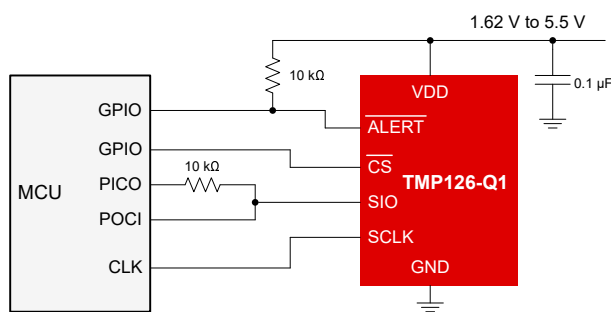 1.62 V to 5.5 V
10 kΩ
0.1 µF
VDD
GPIO
ALERT
GPIO
CS
10 kΩ
TMP126-Q1
PICO
MCU
SIO
POCI
SCLK
CLK
GND